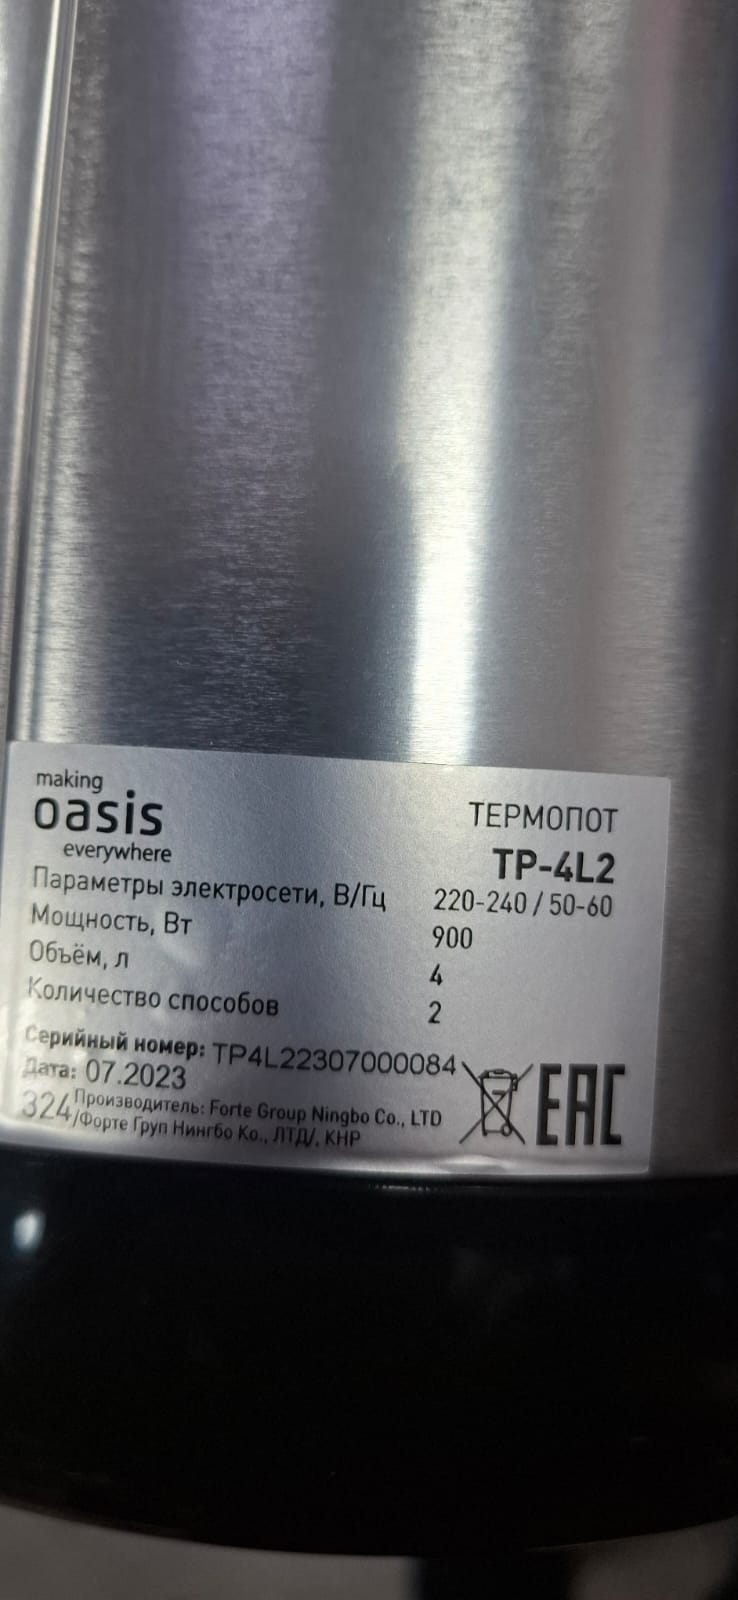 making
oasis
everywhere
ТЕРМОПОТ
TP-4L2
Параметры электросети, В/Гц 220-240 / 50-60
Мощность, Вт 900
Объём, л 4
Количество способов 2
Серийный номер: TP4L22307000084
Дата: 07.2023
324 Производитель: Forte Group Ningbo Co., LTD
/Форте Груп Нингбо Ко., ЛТД/, КНР
EAC